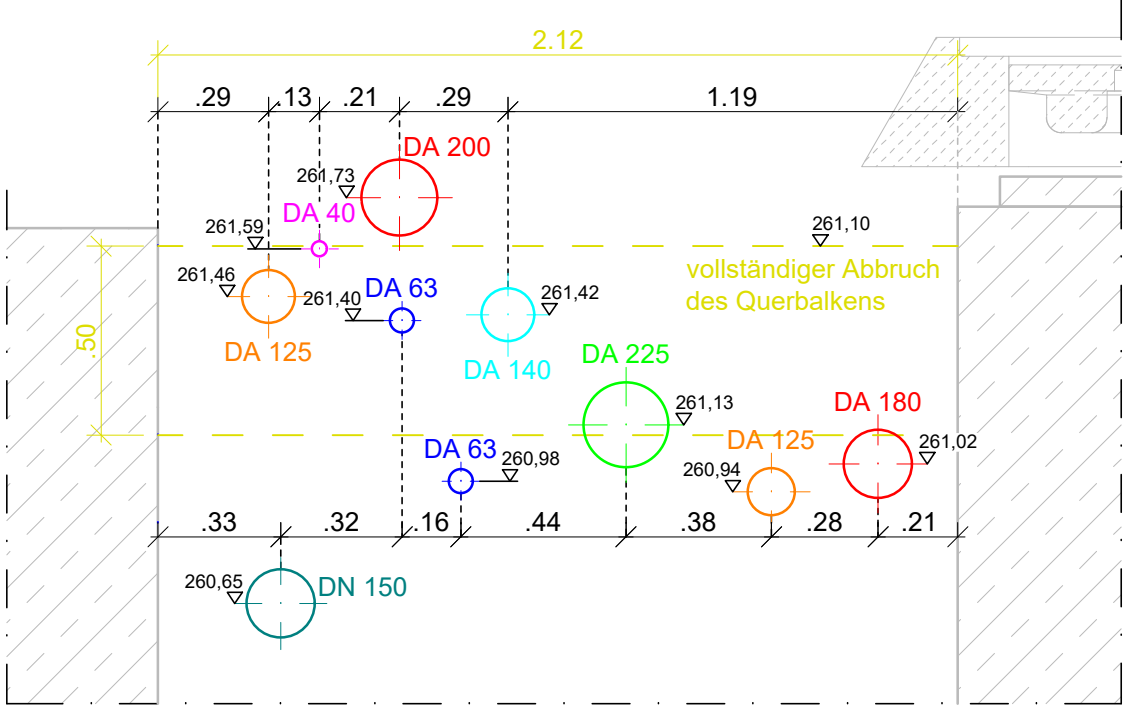 2.12
.29 .13 .21 .29 1.19
DA 200
261,73
DA 40
261,59
261,10
vollständiger Abbruch
des Querbalkens
261,46
DA 63
261,40
261,42
.50
DA 125
DA 140
DA 225
261,13
DA 180
DA 63
260,98
DA 125
260,94
261,02
.33 .32 .16 .44 .38 .28 .21
260,65
DN 150